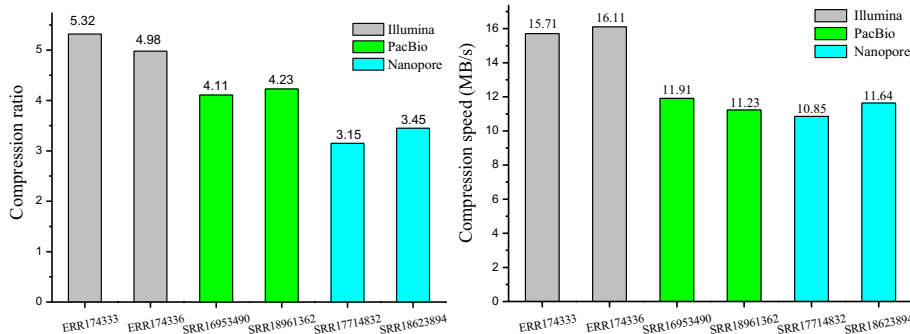 5.32
4.98
4.11
4.23
3.15
3.45
Illumina
PacBio
Nanopore
Compression ratio
5
4
3
2
1
0
ERR174333
ERR174336
SRR16953490
SRR18961362
SRR17714832
SRR18623894
15.71
16.11
11.91
11.23
10.85
11.64
Illumina
PacBio
Nanopore
Compession speed (MB/s)
16
14
12
10
8
6
4
2
0
ERR174333
ERR174336
SRR16953490
SRR18961362
SRR17714832
SRR18623894